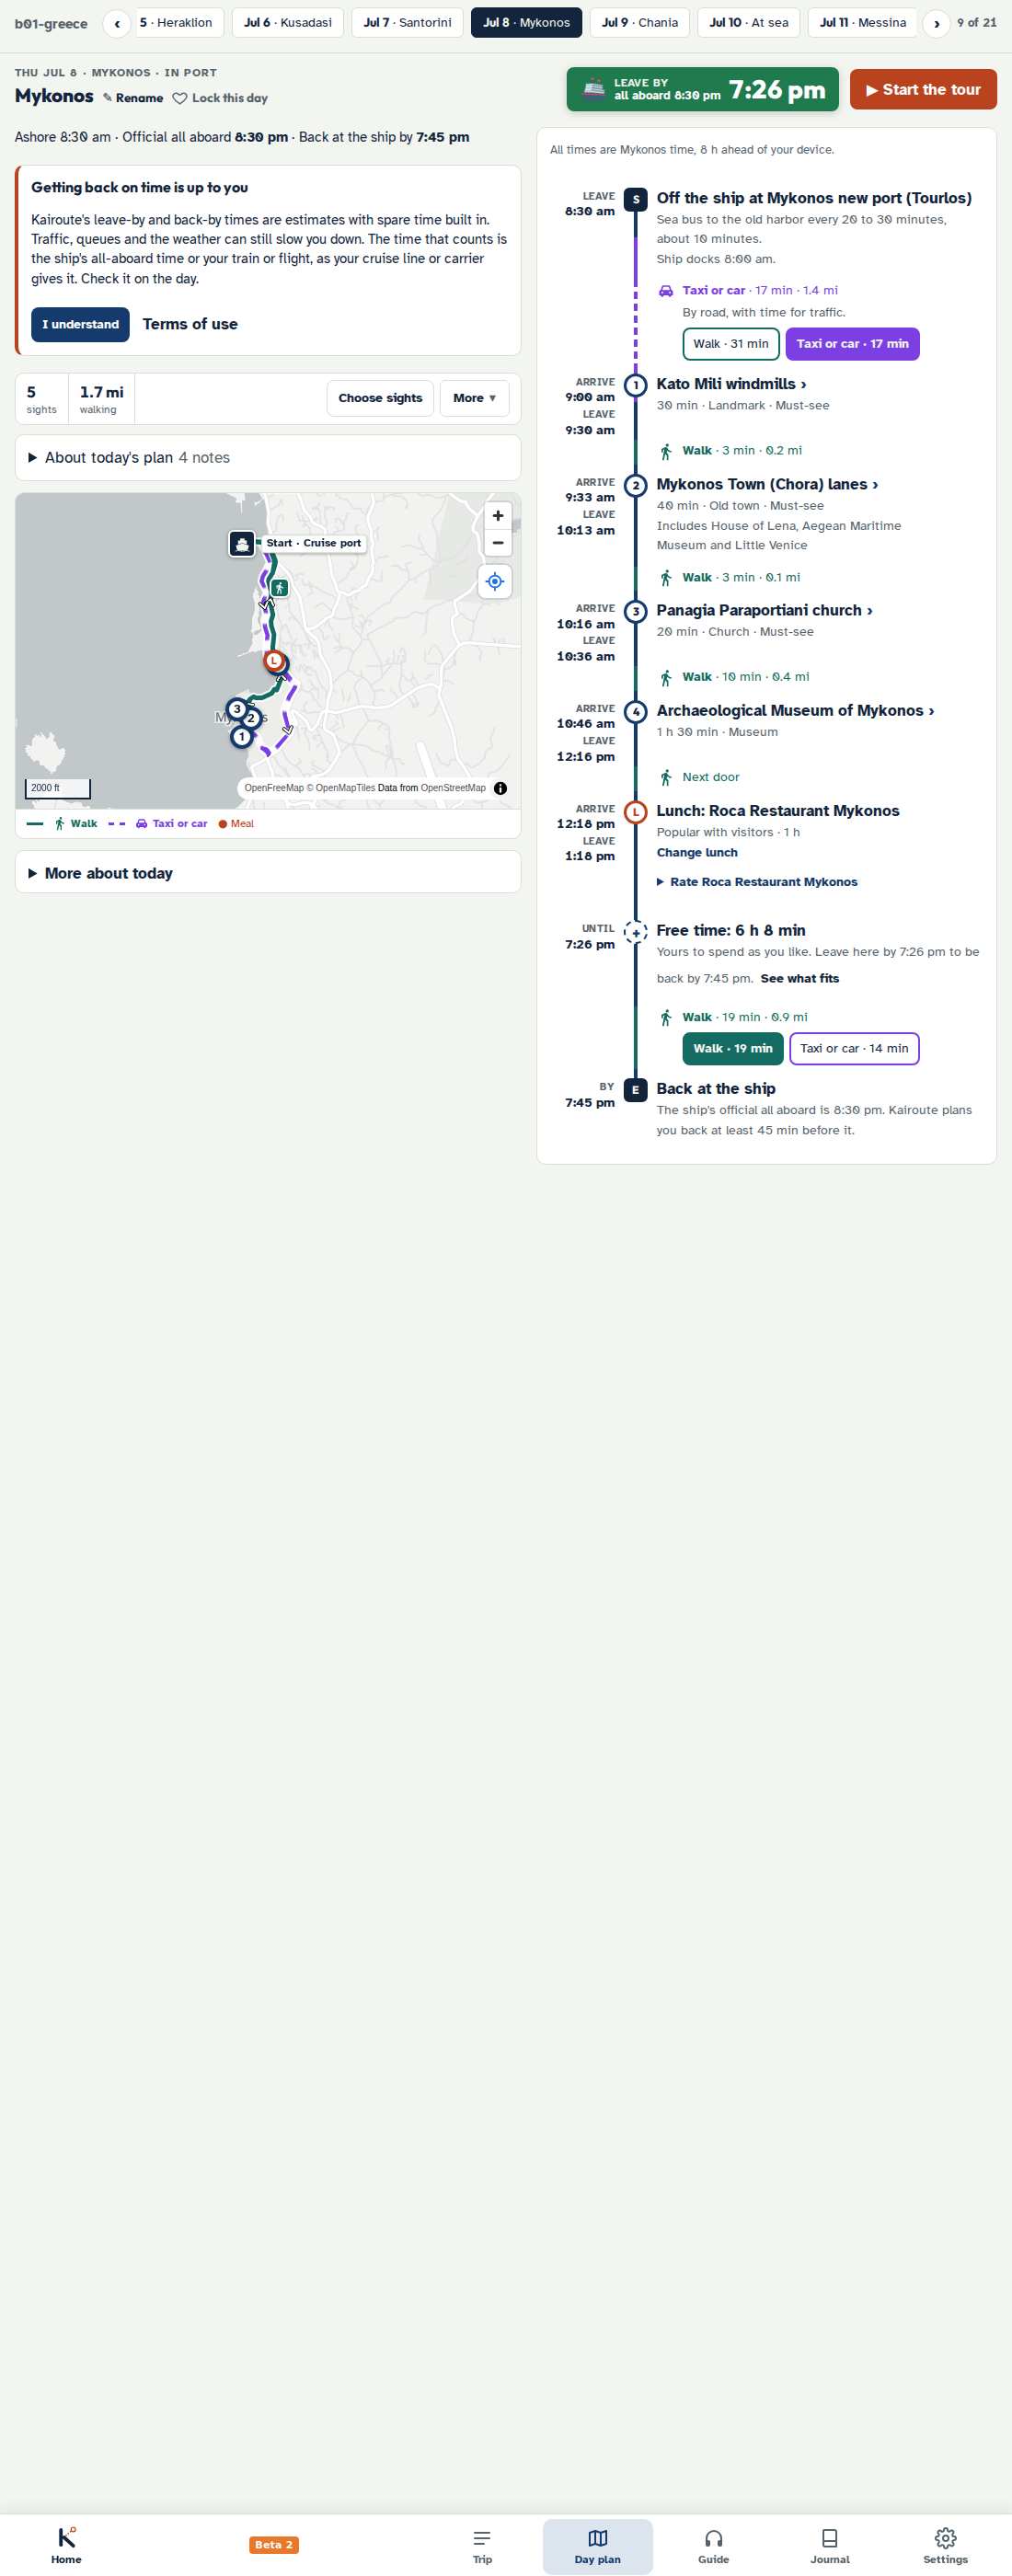 b01-greece
‹
5 · Heraklion
Jul 6 · Kusadasi
Jul 7 · Santorini
Jul 8 · Mykonos
Jul 9 · Chania
Jul 10 · At sea
Jul 11 · Messina
›
9 of 21
THU JUL 8 · MYKONOS · IN PORT
Mykonos ✎ Rename Lock this day
LEAVE BY
all aboard 8:30 pm
7:26 pm
▶ Start the tour
Ashore 8:30 am · Official all aboard 8:30 pm · Back at the ship by 7:45 pm
Getting back on time is up to you
Kairoute's leave-by and back-by times are estimates with spare time built in.
Traffic, queues and the weather can still slow you down. The time that counts is
the ship's all-aboard time or your train or flight, as your cruise line or carrier
gives it. Check it on the day.
I understand
Terms of use
5
sights
1.7 mi
walking
Choose sights
More ▼
▶ About today's plan 4 notes
Start · Cruise port
L
3
2
1
2000 ft
OpenFreeMap © OpenMapTiles Data from OpenStreetMap
Walk
Taxi or car
Meal
▶ More about today
All times are Mykonos time, 8 h ahead of your device.
LEAVE
8:30 am
S
Off the ship at Mykonos new port (Tourlos)
Sea bus to the old harbor every 20 to 30 minutes,
about 10 minutes.
Ship docks 8:00 am.
Taxi or car · 17 min · 1.4 mi
By road, with time for traffic.
Walk · 31 min
Taxi or car · 17 min
ARRIVE
9:00 am
LEAVE
9:30 am
1
Kato Mili windmills ›
30 min · Landmark · Must-see
Walk · 3 min · 0.2 mi
ARRIVE
9:33 am
LEAVE
10:13 am
2
Mykonos Town (Chora) lanes ›
40 min · Old town · Must-see
Includes House of Lena, Aegean Maritime
Museum and Little Venice
Walk · 3 min · 0.1 mi
ARRIVE
10:16 am
LEAVE
10:36 am
3
Panagia Paraportiani church ›
20 min · Church · Must-see
Walk · 10 min · 0.4 mi
ARRIVE
10:46 am
LEAVE
12:16 pm
4
Archaeological Museum of Mykonos ›
1 h 30 min · Museum
Next door
ARRIVE
12:18 pm
LEAVE
1:18 pm
L
Lunch: Roca Restaurant Mykonos
Popular with visitors · 1 h
Change lunch
▶ Rate Roca Restaurant Mykonos
UNTIL
7:26 pm
+
Free time: 6 h 8 min
Yours to spend as you like. Leave here by 7:26 pm to be
back by 7:45 pm. See what fits
Walk · 19 min · 0.9 mi
Walk · 19 min
Taxi or car · 14 min
BY
7:45 pm
E
Back at the ship
The ship's official all aboard is 8:30 pm. Kairoute plans
you back at least 45 min before it.
Home
Beta 2
Trip
Day plan
Guide
Journal
Settings